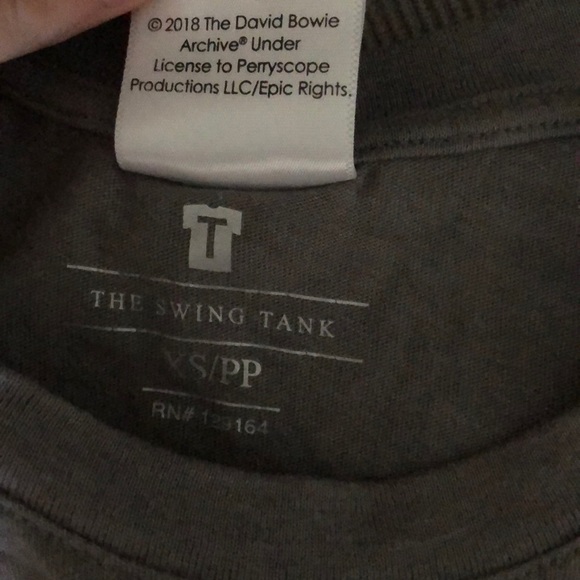 © 2018 The David Bowie
Archive® Under
License to Perryscope
Productions LLC/Epic Rights.
T
THE SWING TANK
XS/PP
RN#